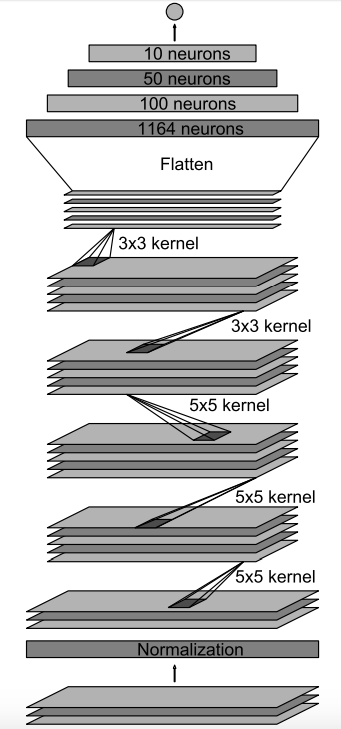 10 neurons
50 neurons
100 neurons
1164 neurons
Flatten
3x3 kernel
3x3 kernel
5x5 kernel
5x5 kernel
5x5 kernel
Normalization